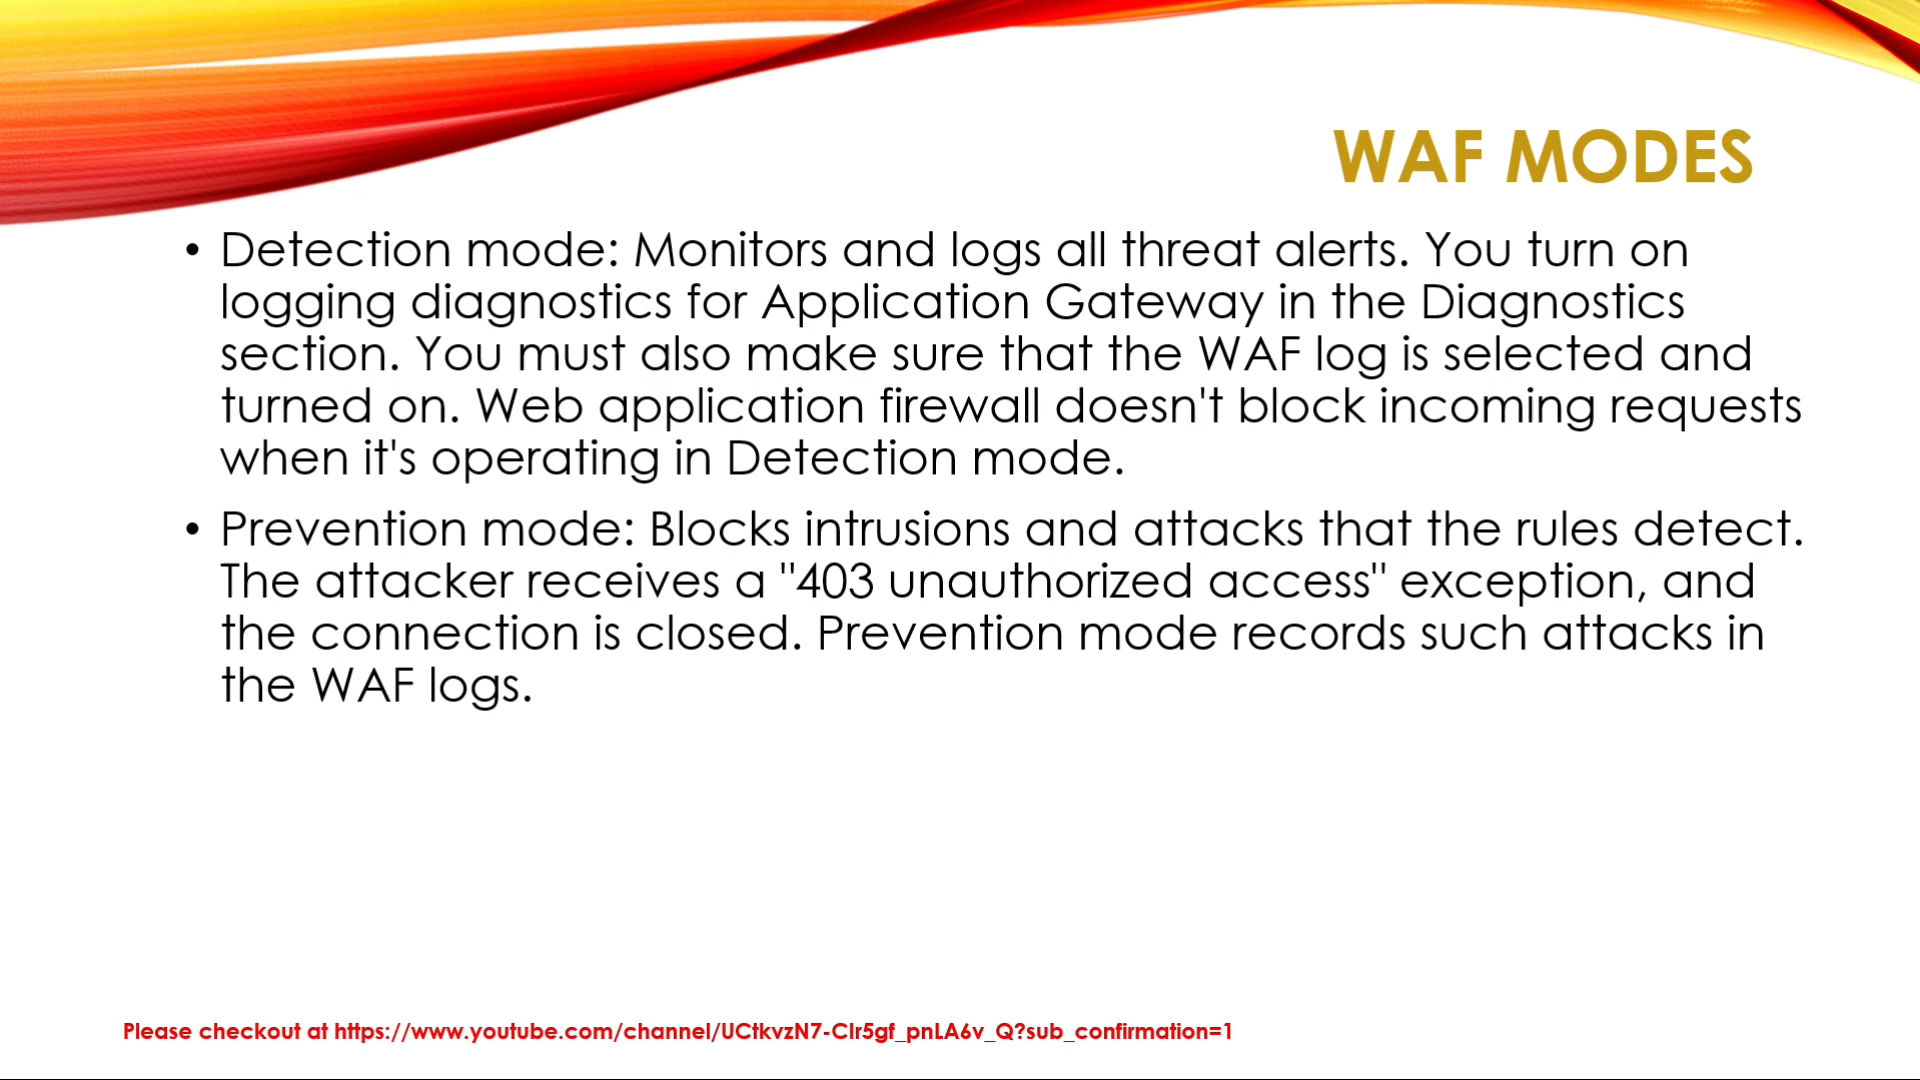 WAF MODES
• Detection mode: Monitors and logs all threat alerts. You turn on
logging diagnostics for Application Gateway in the Diagnostics
section. You must also make sure that the WAF log is selected and
turned on. Web application firewall doesn't block incoming requests
when it's operating in Detection mode.
• Prevention mode: Blocks intrusions and attacks that the rules detect.
The attacker receives a "403 unauthorized access" exception, and
the connection is closed. Prevention mode records such attacks in
the WAF logs.
Please checkout at https://www.youtube.com/channel/UCtkvzN7-CIr5gf_pnLA6v_Q?sub_confirmation=1